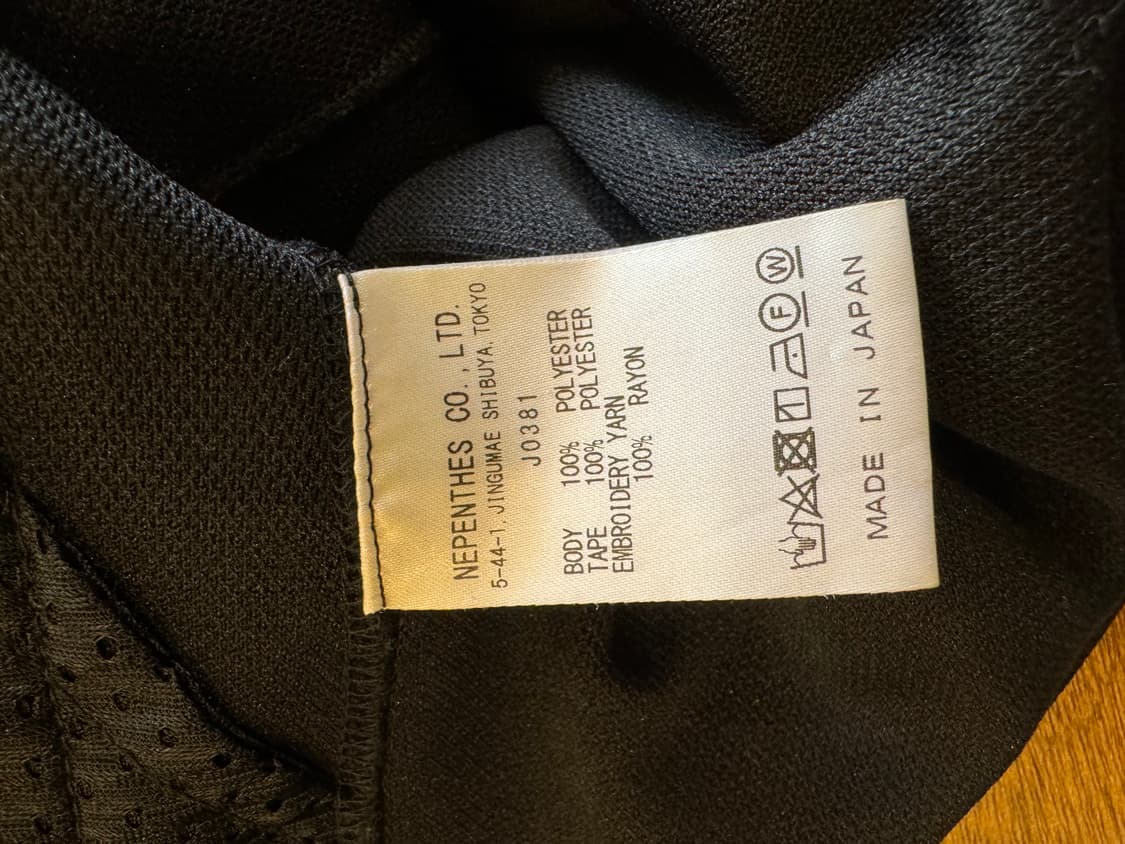 NEPENTHES CO., LTD.
5-44-1, JINGUMAE SHIBUYA, TOKYO
J0381
BODY 100% POLYESTER
TAPE 100% POLYESTER
EMBROIDERY YARN
100% RAYON
F W
MADE IN JAPAN